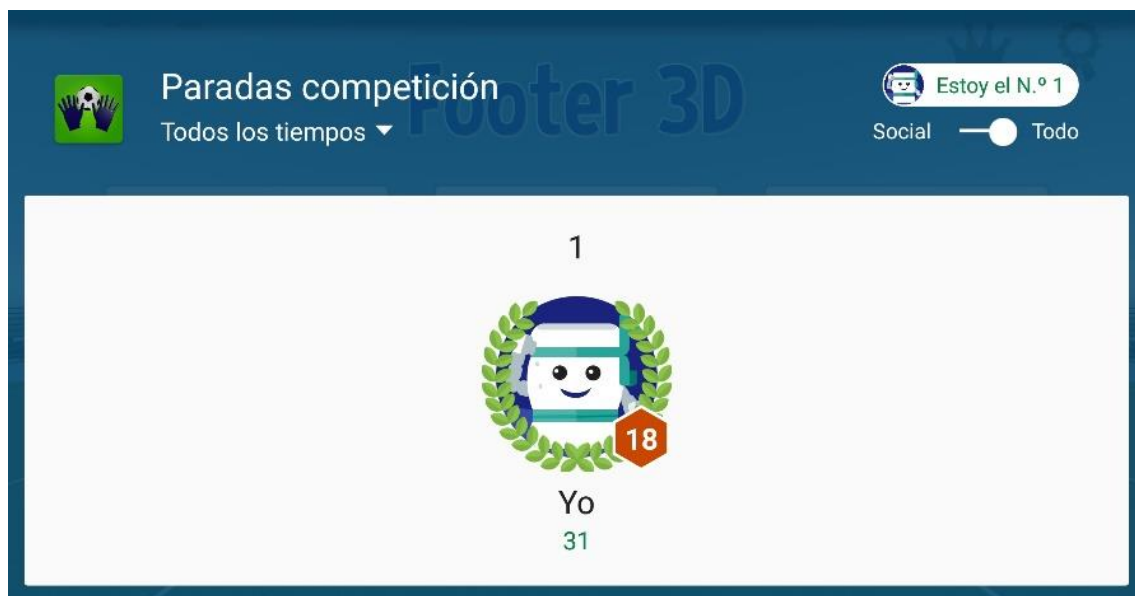 Paradas competición
Todos los tiempos
Footer 3D
Estoy el N.º 1
Social
Todo
1
18
Yo
31